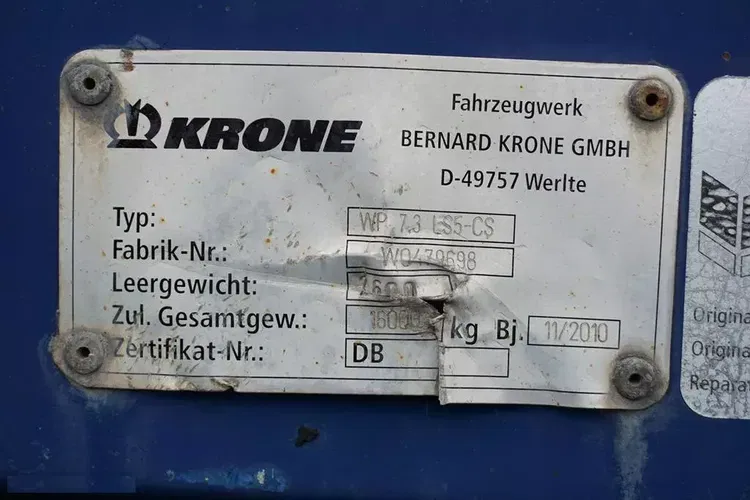 KRONE
Fahrzeugwerk
BERNARD KRONE GMBH
D-49757 Werlte
Typ: WP 7.3 LS5-CS
Fabrik-Nr.:
Leergewicht:
Zul. Gesamtgew.: 16000 kg Bj. 11/2010
Zertifikat-Nr.: DB
Origina
Origina
Repara